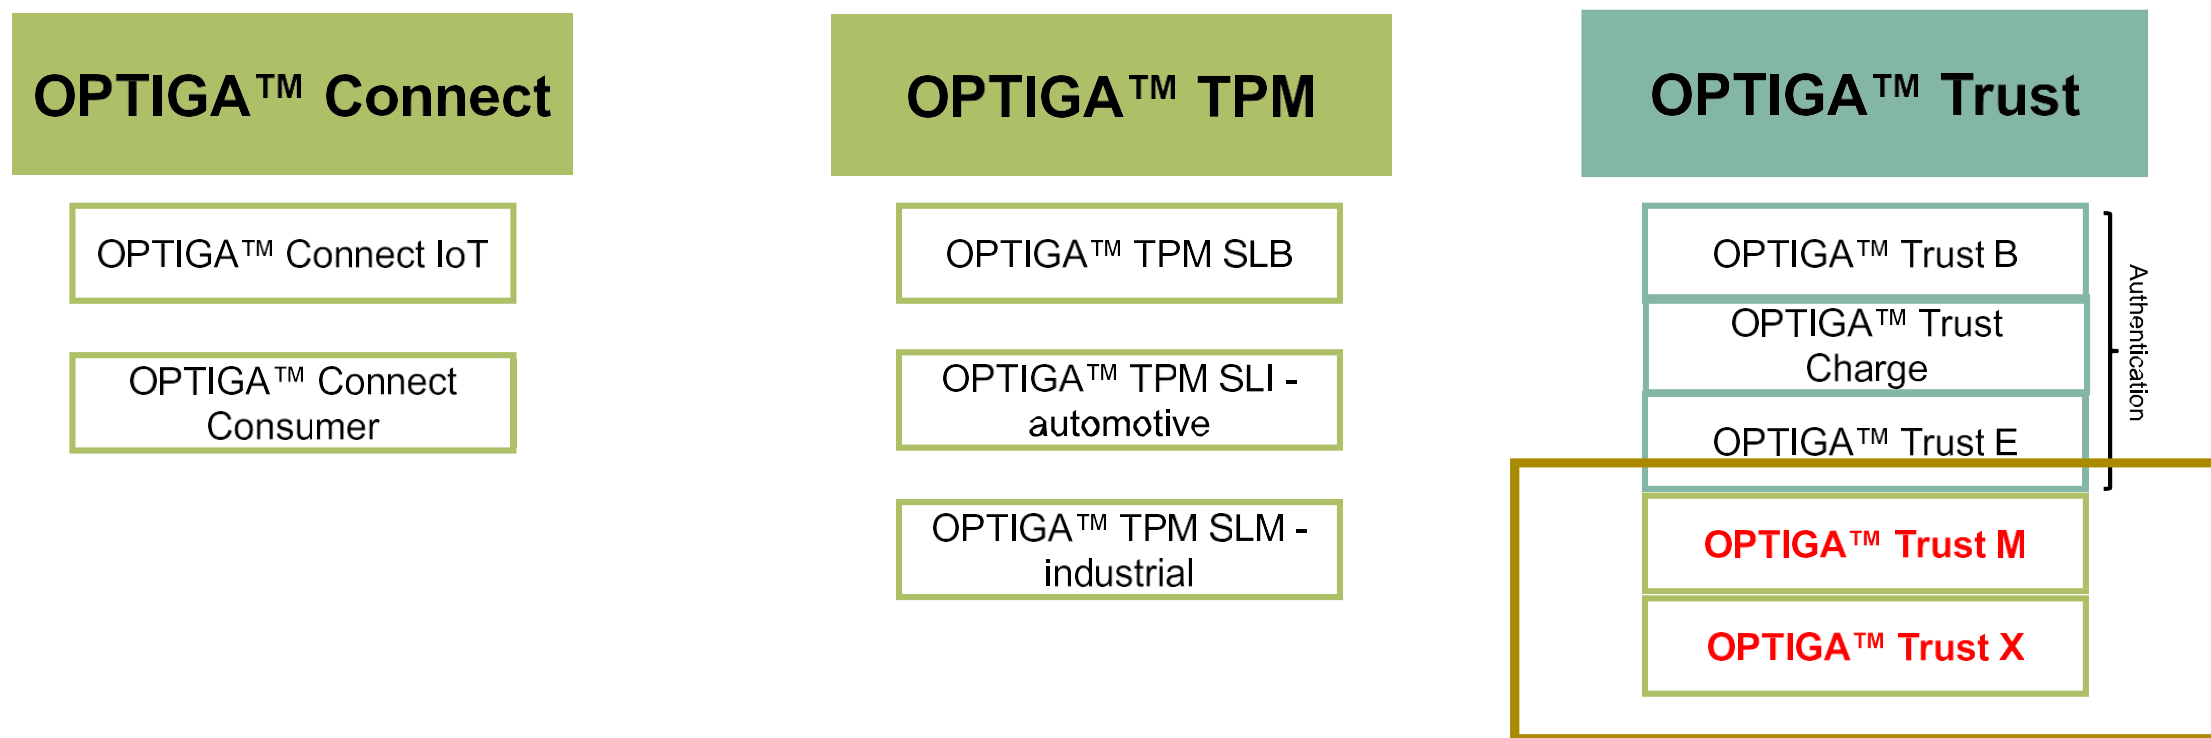 OPTIGA™ Connect
OPTIGA™ Connect IoT
OPTIGA™ Connect
Consumer
OPTIGA™ TPM
OPTIGA™ TPM SLB
OPTIGA™ TPM SLI -
automotive
OPTIGA™ TPM SLM -
industrial
OPTIGA™ Trust
OPTIGA™ Trust B
OPTIGA™ Trust
Charge
OPTIGA™ Trust E
Authentication
OPTIGA™ Trust M
OPTIGA™ Trust X